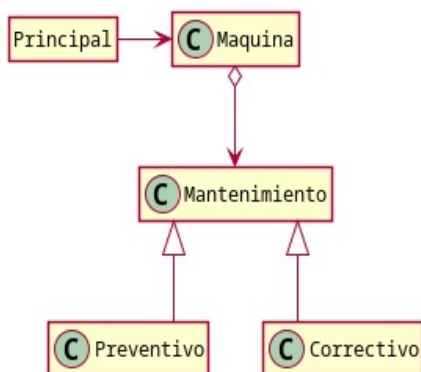 Principal
C Maquina
C Mantenimiento
C Preventivo
C Correctivo